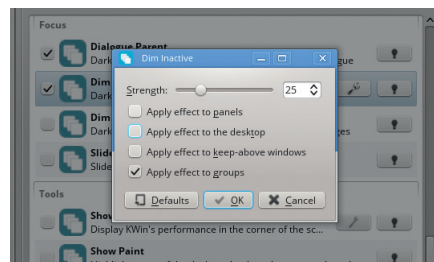 Focus
Dialogue Parent
Dark
gue
Dim Inactive
Strength:
25
Dim
Dark
Apply effect to panels
Apply effect to the desktop
Dim
Dark
ges
Apply effect to keep-above windows
Slide
Slide
Apply effect to groups
Tools
Defaults
OK
Cancel
Show
Display KWin's performance in the corner of the sc...
Show Paint